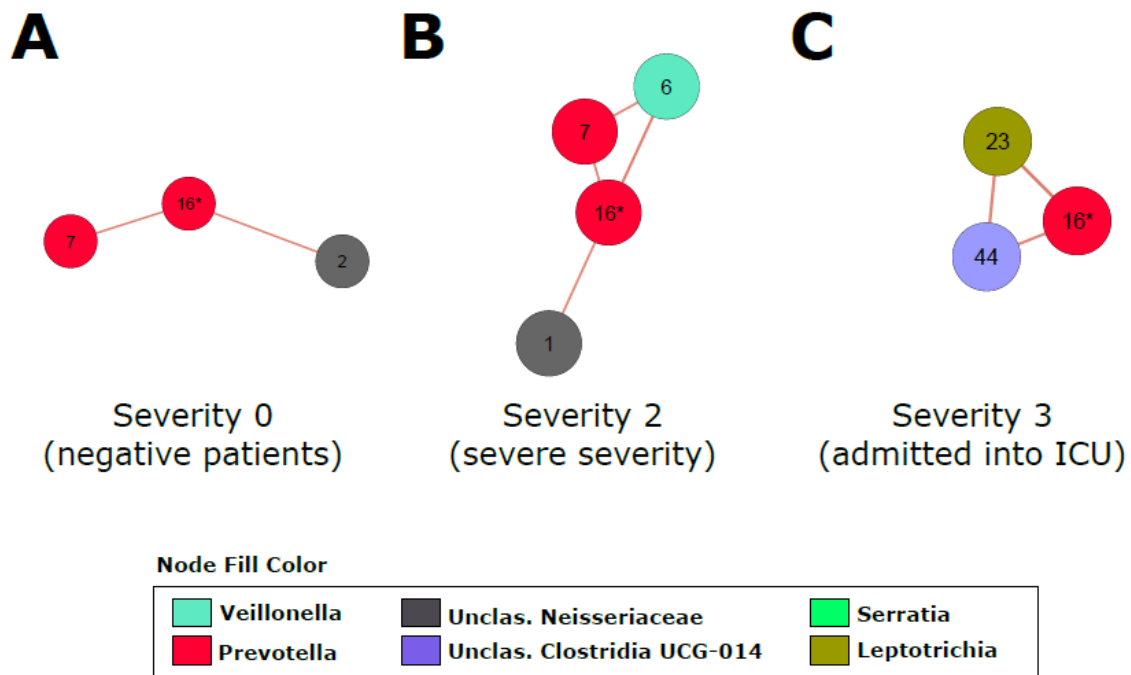 A
B
C
7
16*
2
6
7
16*
1
23
16*
44
Severity 0
(negative patients)
Severity 2
(severe severity)
Severity 3
(admitted into ICU)
Node Fill Color
Veillonella
Unclas. Neisseriaceae
Serratia
Prevotella
Unclas. Clostridia UCG-014
Leptotrichia